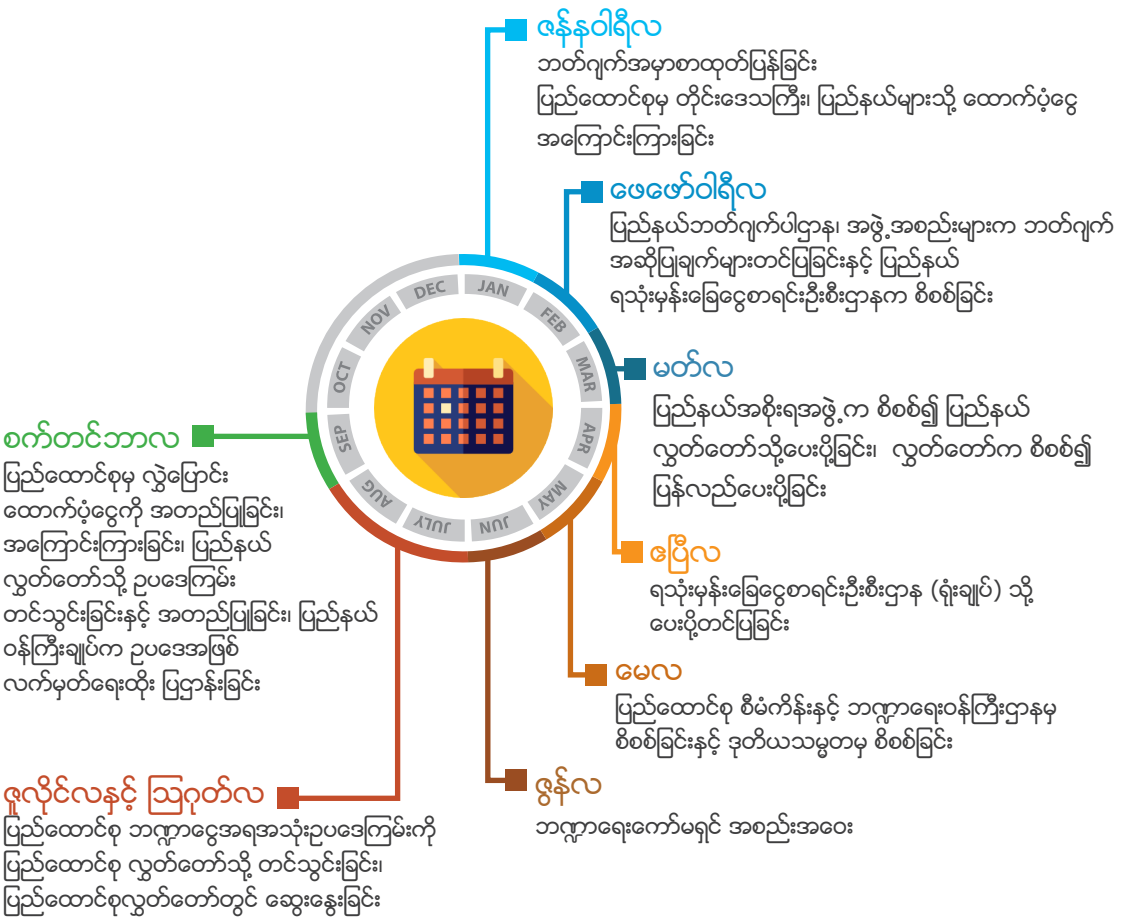 ဇန်နဝါရီလ
ဘတ်ဂျက်အမှာစာထုတ်ပြန်ခြင်း
ပြည်ထောင်စုမှ တိုင်းဒေသကြီး၊ ပြည်နယ်များသို့ ထောက်ပံ့ငွေ
အကြောင်းကြားခြင်း
ဖေဖော်ဝါရီလ
ပြည်နယ်ဘတ်ဂျက်ပါဌာန၊ အဖွဲ့အစည်းများက ဘတ်ဂျက်
အဆိုပြုချက်များတင်ပြခြင်းနှင့် ပြည်နယ်
ရသုံးမှန်းခြေငွေစာရင်းဦးစီးဌာနက စိစစ်ခြင်း
မတ်လ
ပြည်နယ်အစိုးရအဖွဲ့က စိစစ်၍ ပြည်နယ်
လွှတ်တော်သို့ပေးပို့ခြင်း၊ လွှတ်တော်က စိစစ်၍
ပြန်လည်ပေးပို့ခြင်း
ဧပြီလ
ရသုံးမှန်းခြေငွေစာရင်းဦးစီးဌာန (ရုံးချုပ်) သို့
ပေးပို့တင်ပြခြင်း
မေလ
ပြည်ထောင်စု စီမံကိန်းနှင့် ဘဏ္ဍာရေးဝန်ကြီးဌာနမှ
စိစစ်ခြင်းနှင့် ဒုတိယသမ္မတမှ စိစစ်ခြင်း
ဇွန်လ
ဘဏ္ဍာရေးကော်မရှင် အစည်းအဝေး
ဇူလိုင်လနှင့် ဩဂုတ်လ
ပြည်ထောင်စု ဘဏ္ဍာငွေအရအသုံးဥပဒေကြမ်းကို
ပြည်ထောင်စု လွှတ်တော်သို့ တင်သွင်းခြင်း၊
ပြည်ထောင်စုလွှတ်တော်တွင် ဆွေးနွေးခြင်း
စက်တင်ဘာလ
ပြည်ထောင်စုမှ လွှဲပြောင်း
ထောက်ပံ့ငွေကို အတည်ပြုခြင်း၊
အကြောင်းကြားခြင်း၊ ပြည်နယ်
လွှတ်တော်သို့ ဥပဒေကြမ်း
တင်သွင်းခြင်းနှင့် အတည်ပြုခြင်း၊ ပြည်နယ်
ဝန်ကြီးချုပ်က ဥပဒေအဖြစ်
လက်မှတ်ရေးထိုး ပြဌာန်းခြင်း
JAN
FEB
MAR
APR
MAY
JUN
JULY
AUG
SEP
OCT
NOV
DEC